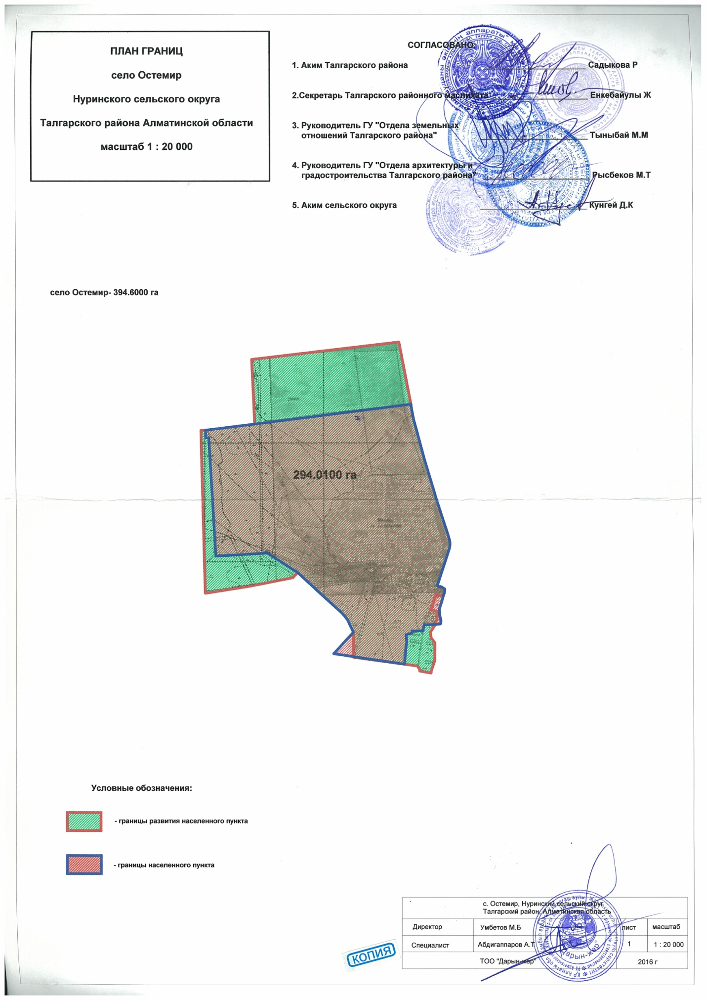 ПЛАН ГРАНИЦ
село Остемир
Нуринского сельского округа
Талгарского района Алматинской области
масштаб 1 : 20 000
СОГЛАСОВАНО:
1. Аким Талгарского района Садыкова Р
2.Секретарь Талгарского районного маслихата Енкебайулы Ж
3. Руководитель ГУ "Отдела земельных
отношений Талгарского района" Тыныбай М.М
4. Руководитель ГУ "Отдела архитектуры и
градостроительства Талгарского района" Рысбеков М.Т
5. Аким сельского округа Кунгей Д.К
село Остемир- 394.6000 га
294.0100 га
Условные обозначения:
- границы развития населенного пункта
- границы населенного пункта
с. Остемир, Нуринский сельский округ
Талгарский район, Алматинская область
Директор Умбетов М.Б лист масштаб
Специалист Абдигаппаров А.Т 1 1 : 20 000
ТОО "Дарын-жер" 2016 г
"Дарын-жер"
КОПИЯ